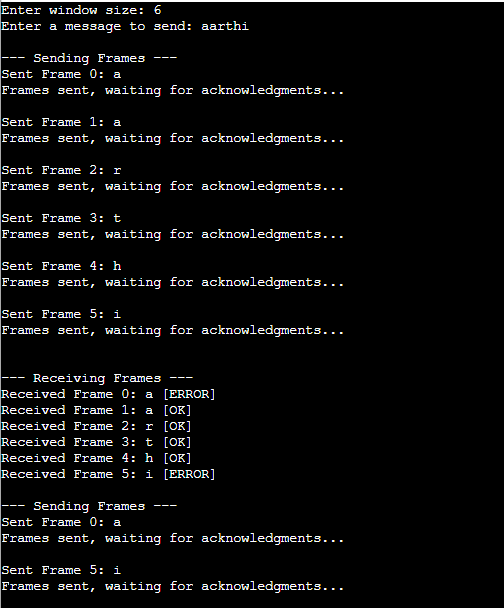 Enter window size: 6
Enter a message to send: aarthi
--- Sending Frames ---
Sent Frame 0: a
Frames sent, waiting for acknowledgments...
Sent Frame 1: a
Frames sent, waiting for acknowledgments...
Sent Frame 2: r
Frames sent, waiting for acknowledgments...
Sent Frame 3: t
Frames sent, waiting for acknowledgments...
Sent Frame 4: h
Frames sent, waiting for acknowledgments...
Sent Frame 5: i
Frames sent, waiting for acknowledgments...
--- Receiving Frames ---
Received Frame 0: a [ERROR]
Received Frame 1: a [OK]
Received Frame 2: r [OK]
Received Frame 3: t [OK]
Received Frame 4: h [OK]
Received Frame 5: i [ERROR]
--- Sending Frames ---
Sent Frame 0: a
Frames sent, waiting for acknowledgments...
Sent Frame 5: i
Frames sent, waiting for acknowledgments...